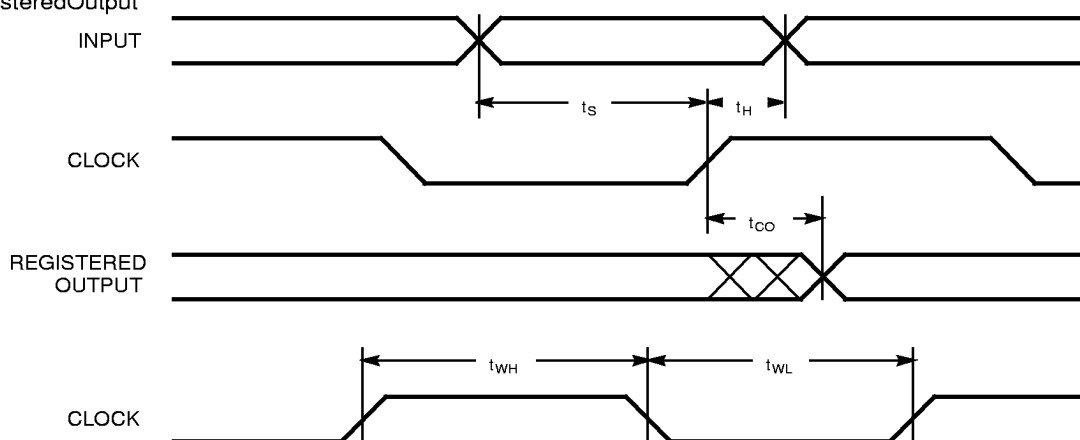 steredOutput
INPUT
tS
tH
CLOCK
tCO
REGISTERED
OUTPUT
tWH
tWL
CLOCK